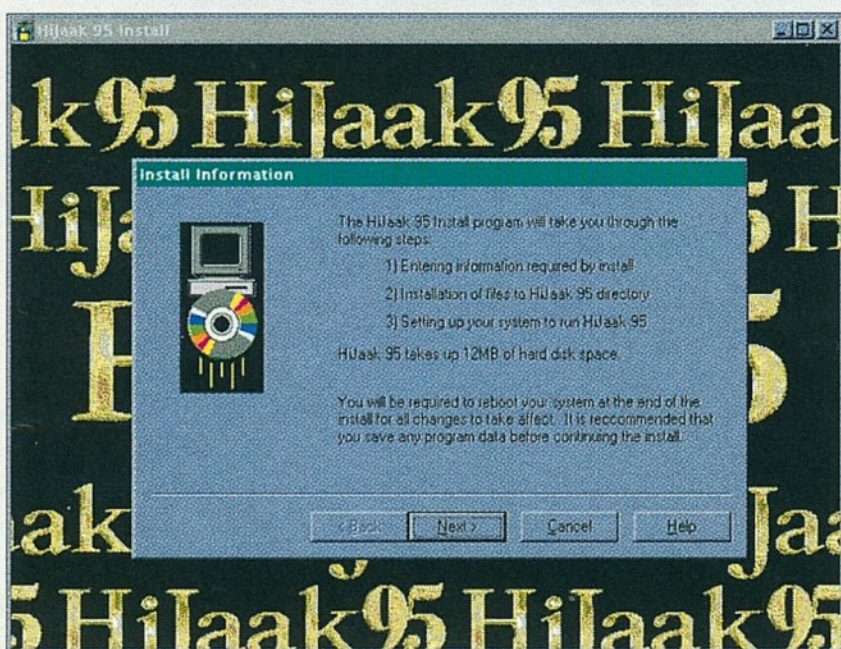 HiJaak 95 Install
ak95 HiJaak95 HiJaa
Install Information
HiJa
5 H
The HiJaak 95 Install program will take you through the
following steps:
1) Entering information required by install
2) Installation of files to HiJaak 95 directory
3) Setting up your system to run HiJaak 95
HiJaak 95 takes up 12MB of hard disk space.
5
You will be required to reboot your system at the end of the
install for all changes to take affect. It is reccommended that
you save any program data before continuing the install.
< Back
Next >
Cancel
Help
aak
Jaa
5 HiJaak95 HiJaak95